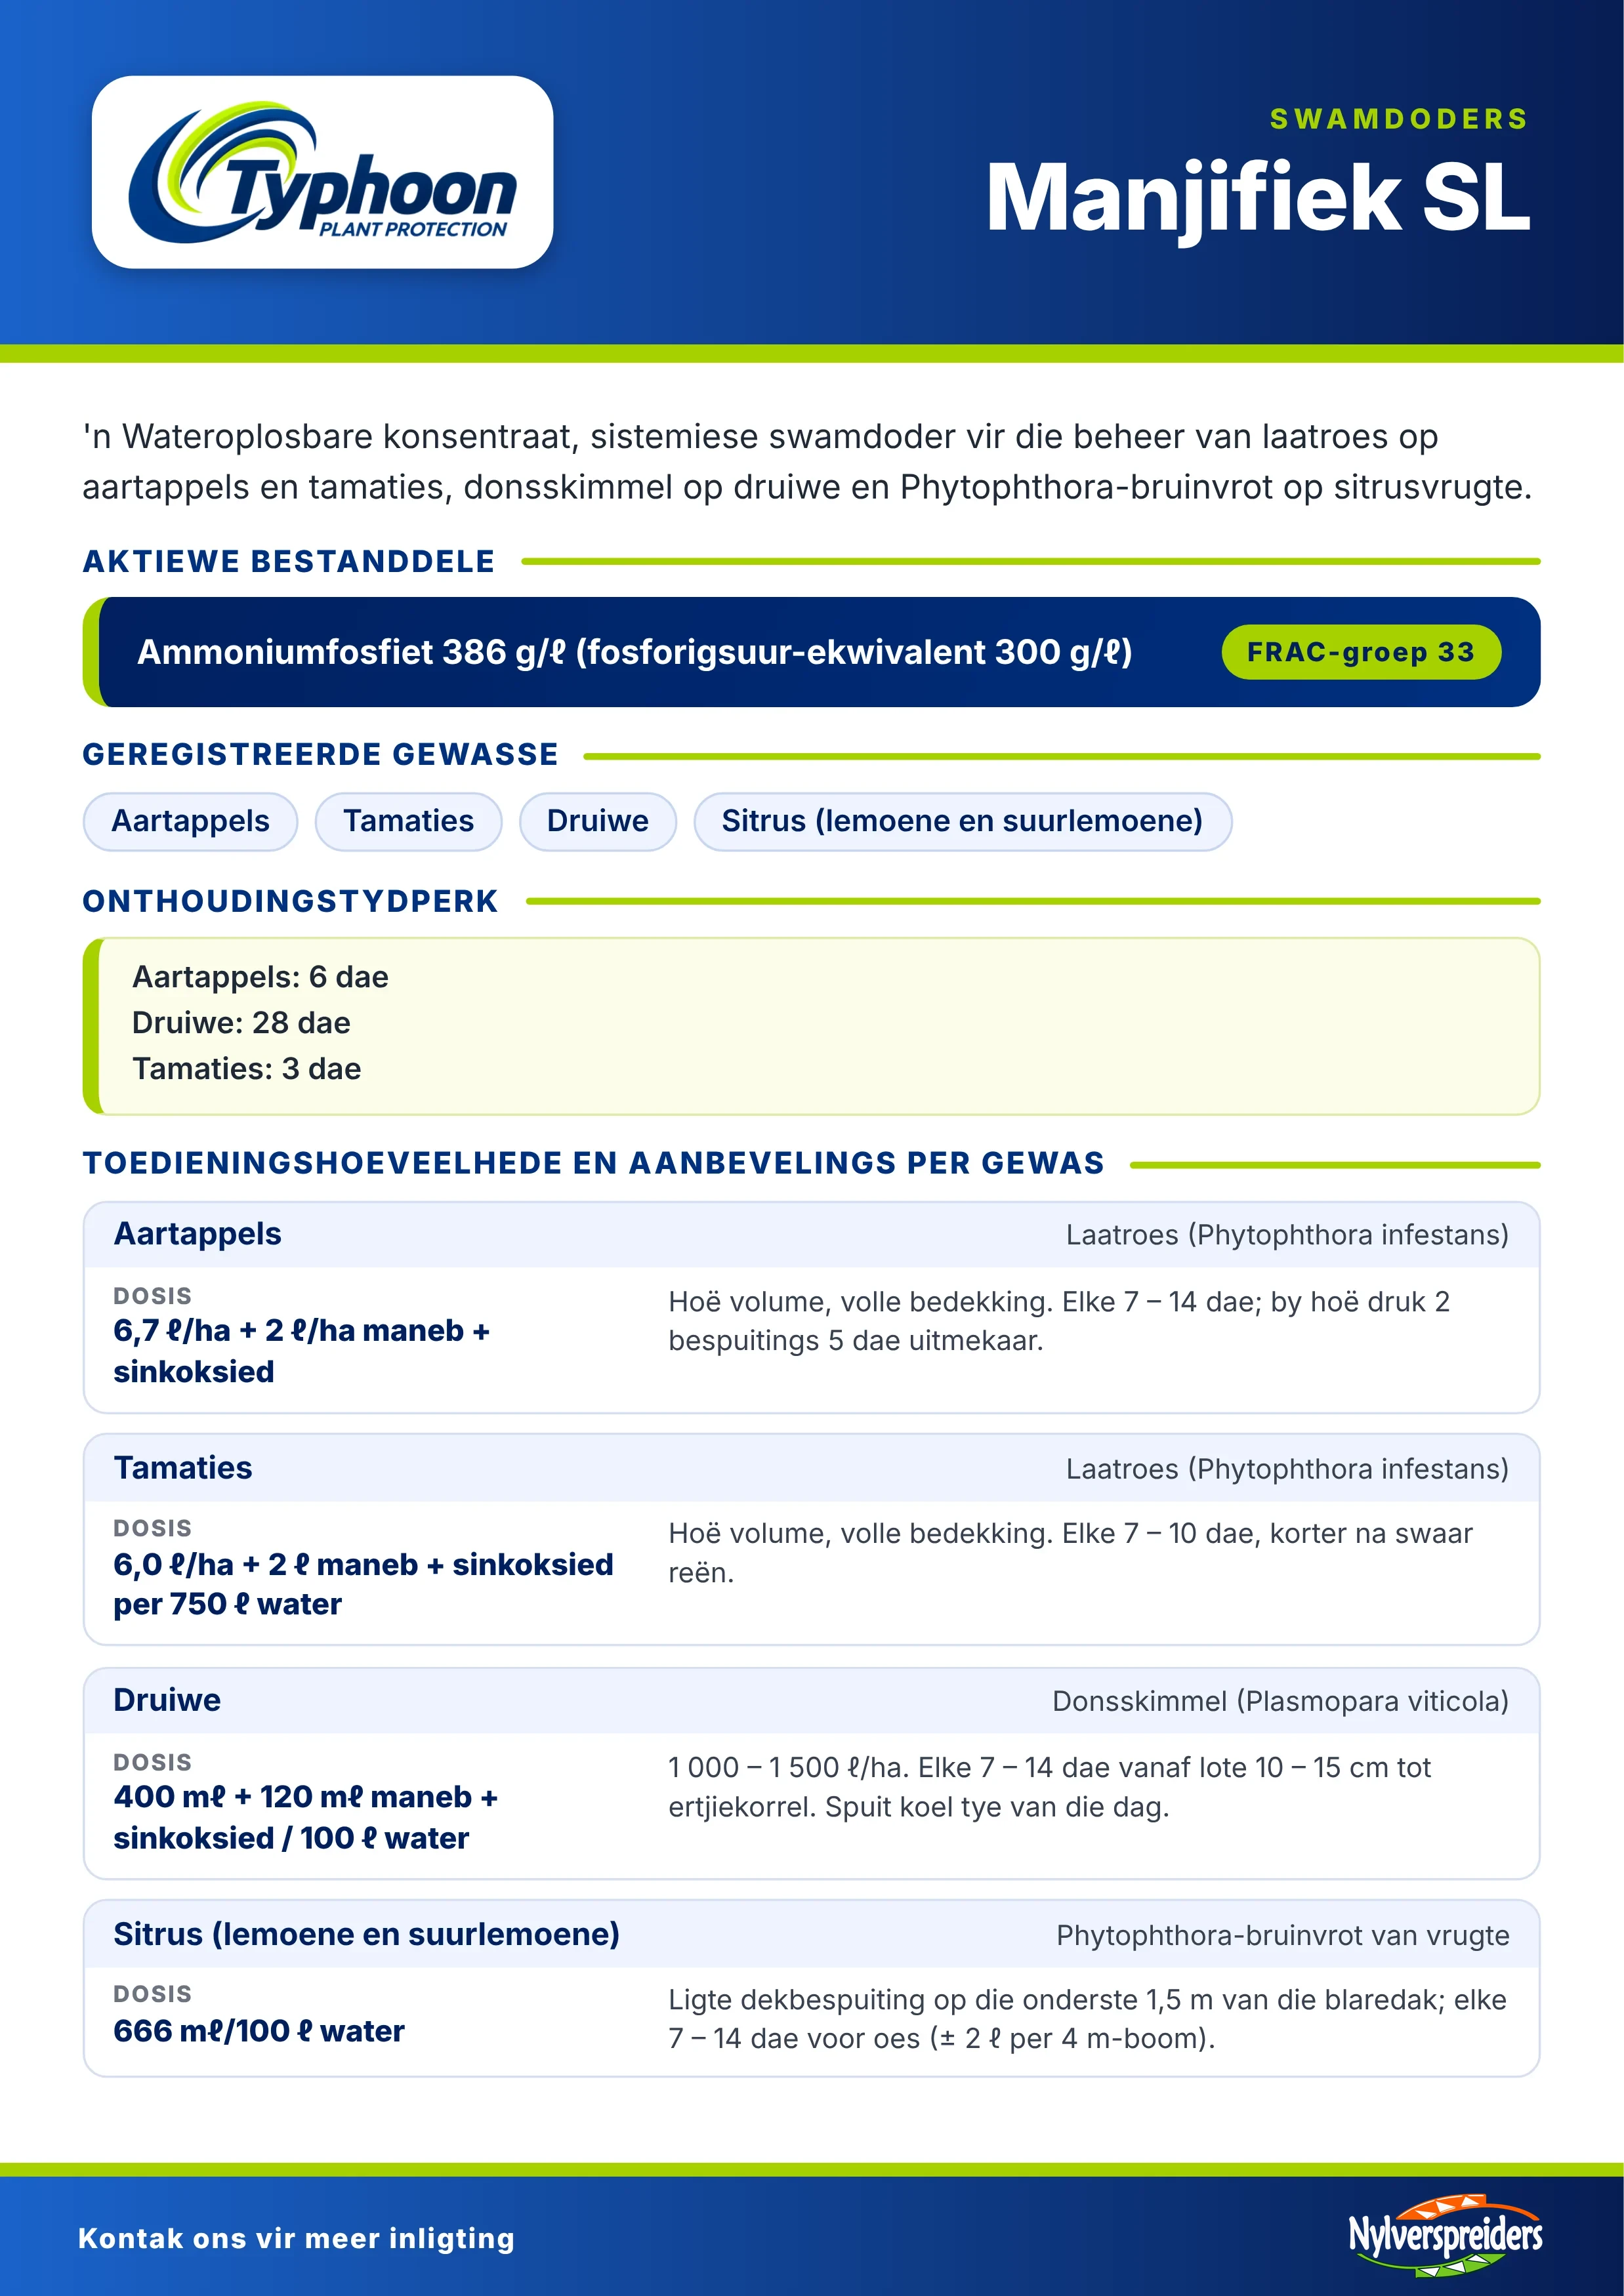 Typhoon
PLANT PROTECTION
SWAMDODERS
Manjifiek SL
'n Wateroplosbare konsentraat, sistemiese swamdoder vir die beheer van laatroes op
aartappels en tamaties, donsskimmel op druiwe en Phytophthora-bruinvrot op sitrusvrugte.
AKTIEWE BESTANDDELE
Ammoniumfosfiet 386 g/ℓ (fosforigsuur-ekwivalent 300 g/ℓ)
FRAC-groep 33
GEREGISTREERDE GEWASSE
Aartappels
Tamaties
Druiwe
Sitrus (lemoene en suurlemoene)
ONTHOUDINGSTYDPERK
Aartappels: 6 dae
Druiwe: 28 dae
Tamaties: 3 dae
TOEDIENINGSHOEVEELHEDE EN AANBEVELINGS PER GEWAS
Aartappels
Laatroes (Phytophthora infestans)
DOSIS
6,7 ℓ/ha + 2 ℓ/ha maneb +
sinkoksied
Hoë volume, volle bedekking. Elke 7 – 14 dae; by hoë druk 2
bespuitings 5 dae uitmekaar.
Tamaties
Laatroes (Phytophthora infestans)
DOSIS
6,0 ℓ/ha + 2 ℓ maneb + sinkoksied
per 750 ℓ water
Hoë volume, volle bedekking. Elke 7 – 10 dae, korter na swaar
reën.
Druiwe
Donsskimmel (Plasmopara viticola)
DOSIS
400 mℓ + 120 mℓ maneb +
sinkoksied / 100 ℓ water
1 000 – 1 500 ℓ/ha. Elke 7 – 14 dae vanaf lote 10 – 15 cm tot
ertjiekorrel. Spuit koel tye van die dag.
Sitrus (lemoene en suurlemoene)
Phytophthora-bruinvrot van vrugte
DOSIS
666 mℓ/100 ℓ water
Ligte dekbespuiting op die onderste 1,5 m van die blaredak; elke
7 – 14 dae voor oes (± 2 ℓ per 4 m-boom).
Kontak ons vir meer inligting
Nylverspreiders